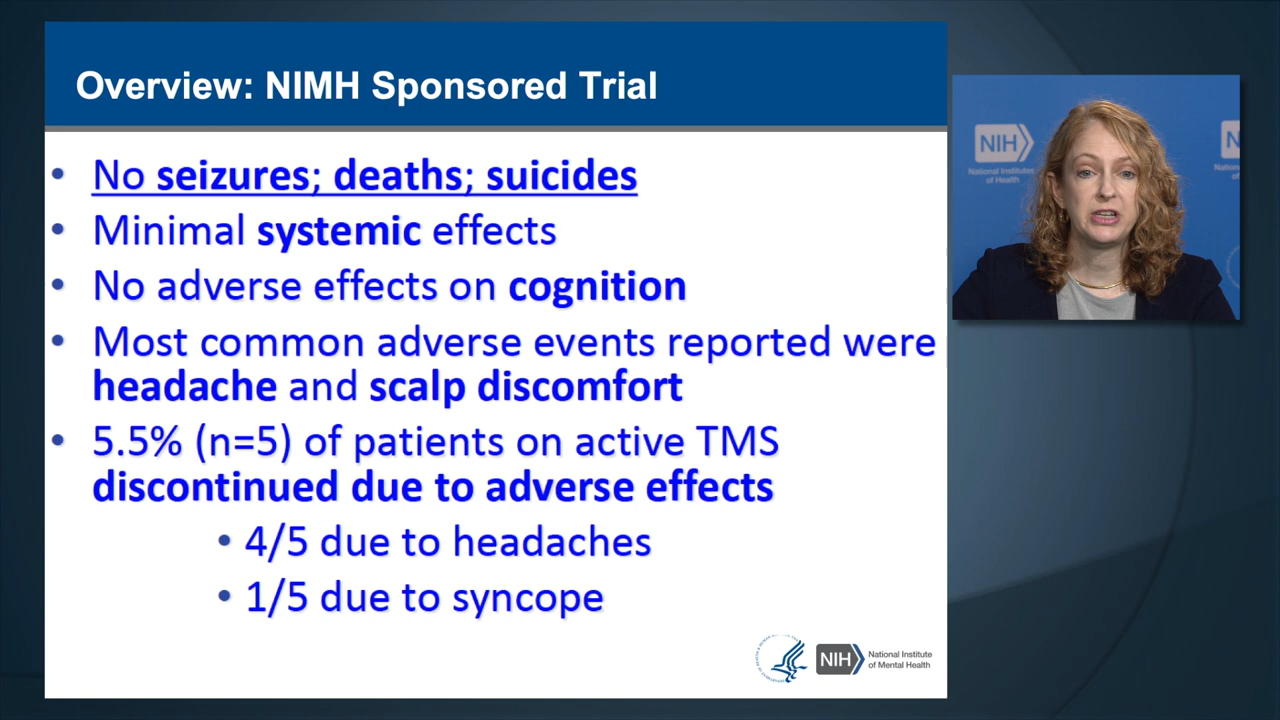 Overview: NIMH Sponsored Trial
• No seizures; deaths; suicides
• Minimal systemic effects
• No adverse effects on cognition
• Most common adverse events reported were
headache and scalp discomfort
• 5.5% (n=5) of patients on active TMS
discontinued due to adverse effects
• 4/5 due to headaches
• 1/5 due to syncope
NIH
National Institute
of Mental Health
NIH
National Institutes
of Health